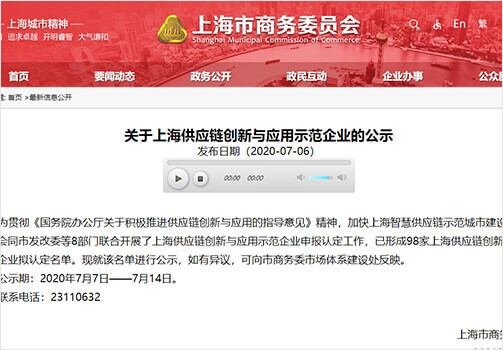 上海城市精神
追求卓越 开明睿智 大气谦和
上海市商务委员会
Shanghai Municipal Commission of Commerce
En 繁
首页 要闻动态 政务公开 政民互动 企业办事 公众
首页 >最新信息公开
关于上海供应链创新与应用示范企业的公示
发布日期（2020-07-06）
00:00 00:00
为贯彻《国务院办公厅关于积极推进供应链创新与应用的指导意见》精神，加快上海智慧供应链示范城市建设
会同市发改委等8部门联合开展了上海供应链创新与应用示范企业申报认定工作，已形成98家上海供应链创新
企业拟认定名单。现就该名单进行公示，如有异议，可向市商务委市场体系建设处反映。
公示期：2020年7月7日——7月14日。
联系电话：23110632
上海市商务